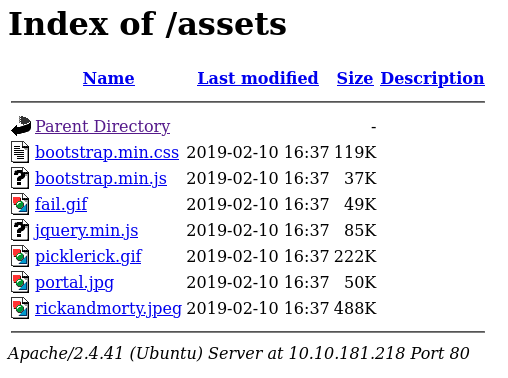 Index of /assets
Name Last modified Size Description
Parent Directory -
bootstrap.min.css 2019-02-10 16:37 119K
bootstrap.min.js 2019-02-10 16:37 37K
fail.gif 2019-02-10 16:37 49K
jquery.min.js 2019-02-10 16:37 85K
picklerick.gif 2019-02-10 16:37 222K
portal.jpg 2019-02-10 16:37 50K
rickandmorty.jpeg 2019-02-10 16:37 488K
Apache/2.4.41 (Ubuntu) Server at 10.10.181.218 Port 80